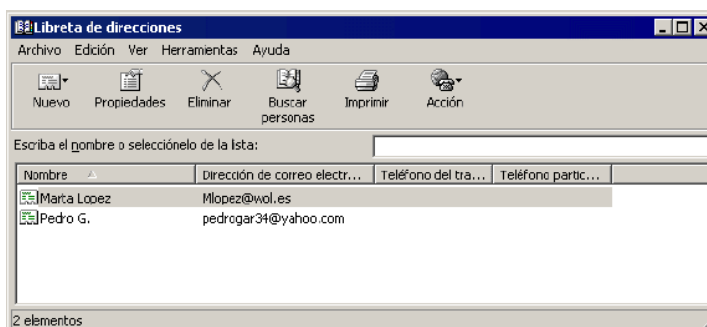 Libreta de direcciones
Archivo Edición Ver Herramientas Ayuda
Nuevo Propiedades Eliminar Buscar personas Imprimir Acción
Escriba el nombre o selecciónelo de la lista:
Nombre Dirección de correo electr... Teléfono del tra... Teléfono partic...
Marta Lopez Mlopez@wol.es
Pedro G. pedrogar34@yahoo.com
2 elementos